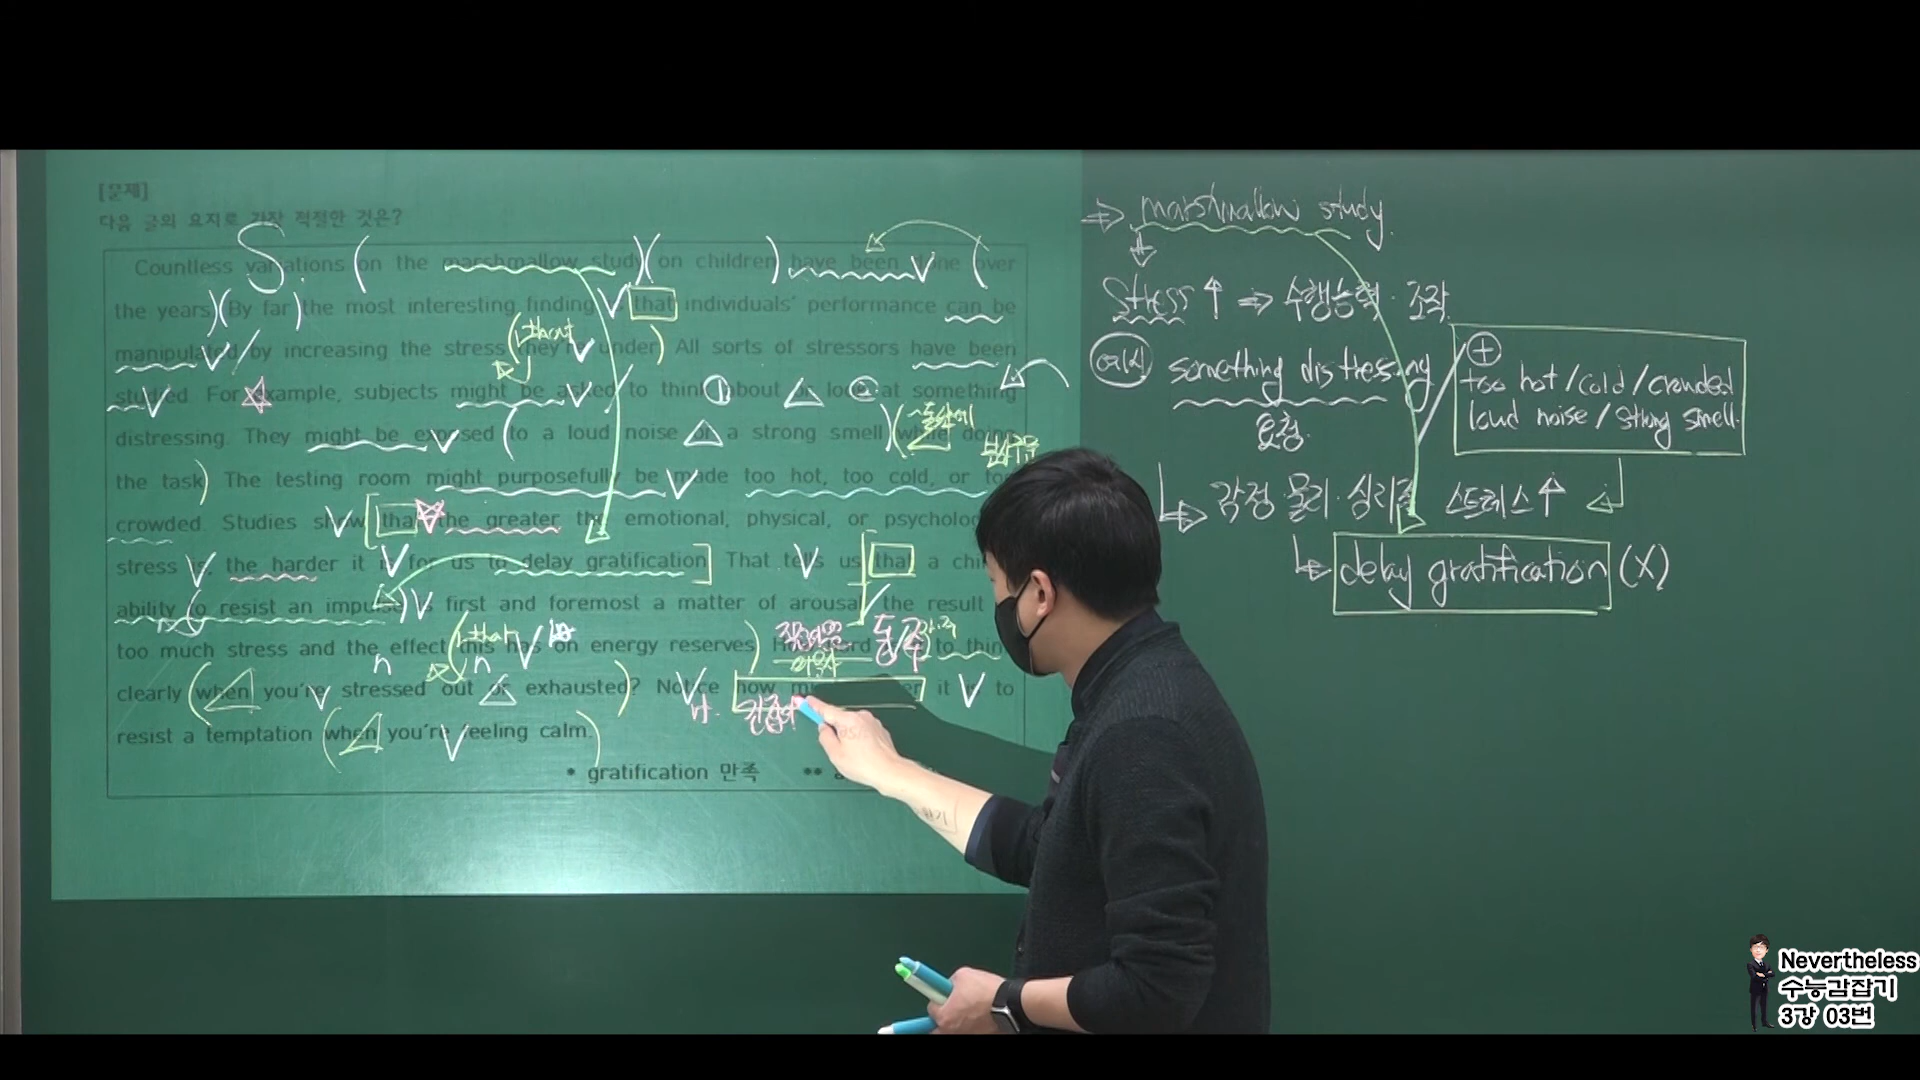 [문제]
다음 글의 요지로 가장 적절한 것은?
Countless variations on the marshmallow study on children have been done over
the years. By far the most interesting finding is that individuals' performance can be
manipulated by increasing the stress they're under. All sorts of stressors have been
studied. For example, subjects might be asked to think about or look at something
distressing. They might be exposed to a loud noise or a strong smell while doing
the task. The testing room might purposefully be made too hot, too cold, or too
crowded. Studies show that the greater the emotional, physical, or
stress is, the harder it is for us to delay gratification. That tells us that a
ability to resist an impulse is first and foremost a matter of arousal, the result
too much stress and the effect this has on energy reserves. to
clearly when you're stressed out or exhausted? Notice how it is to
resist a temptation when you're feeling calm.
* gratification 만족 **
S
that
that
동격
⇒ marshmallow study
Stress ↑ ⇒ 수행능력 조작
예시 something distressing
요청
+
too hot / cold / crowded
loud noise / strong smell
감정·물리·심리적 스트레스↑
delay gratification (X)
Nevertheless
수능감잡기
3강 03번